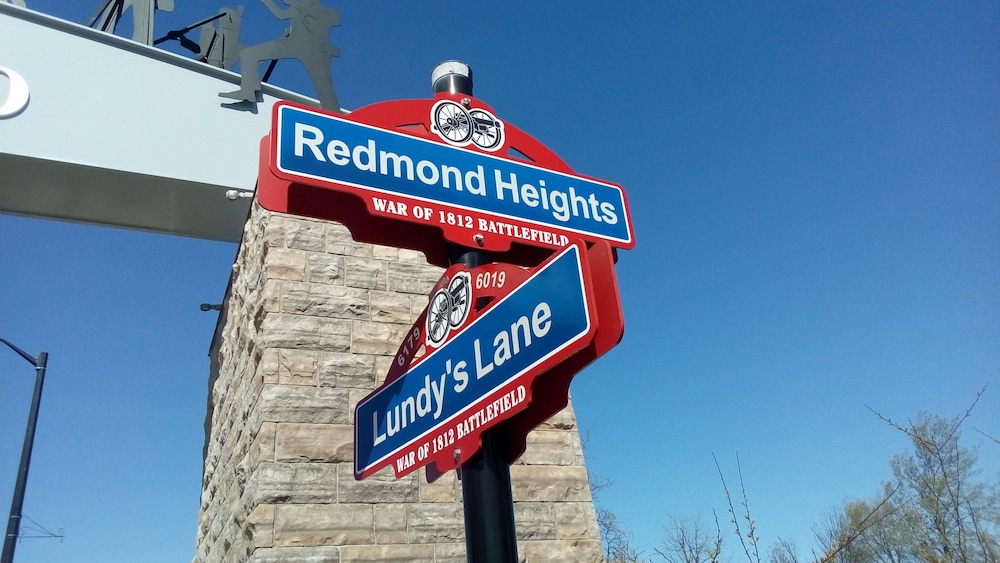 Redmond Heights
WAR OF 1812 BATTLEFIELD
6179 6019
Lundy's Lane
WAR OF 1812 BATTLEFIELD